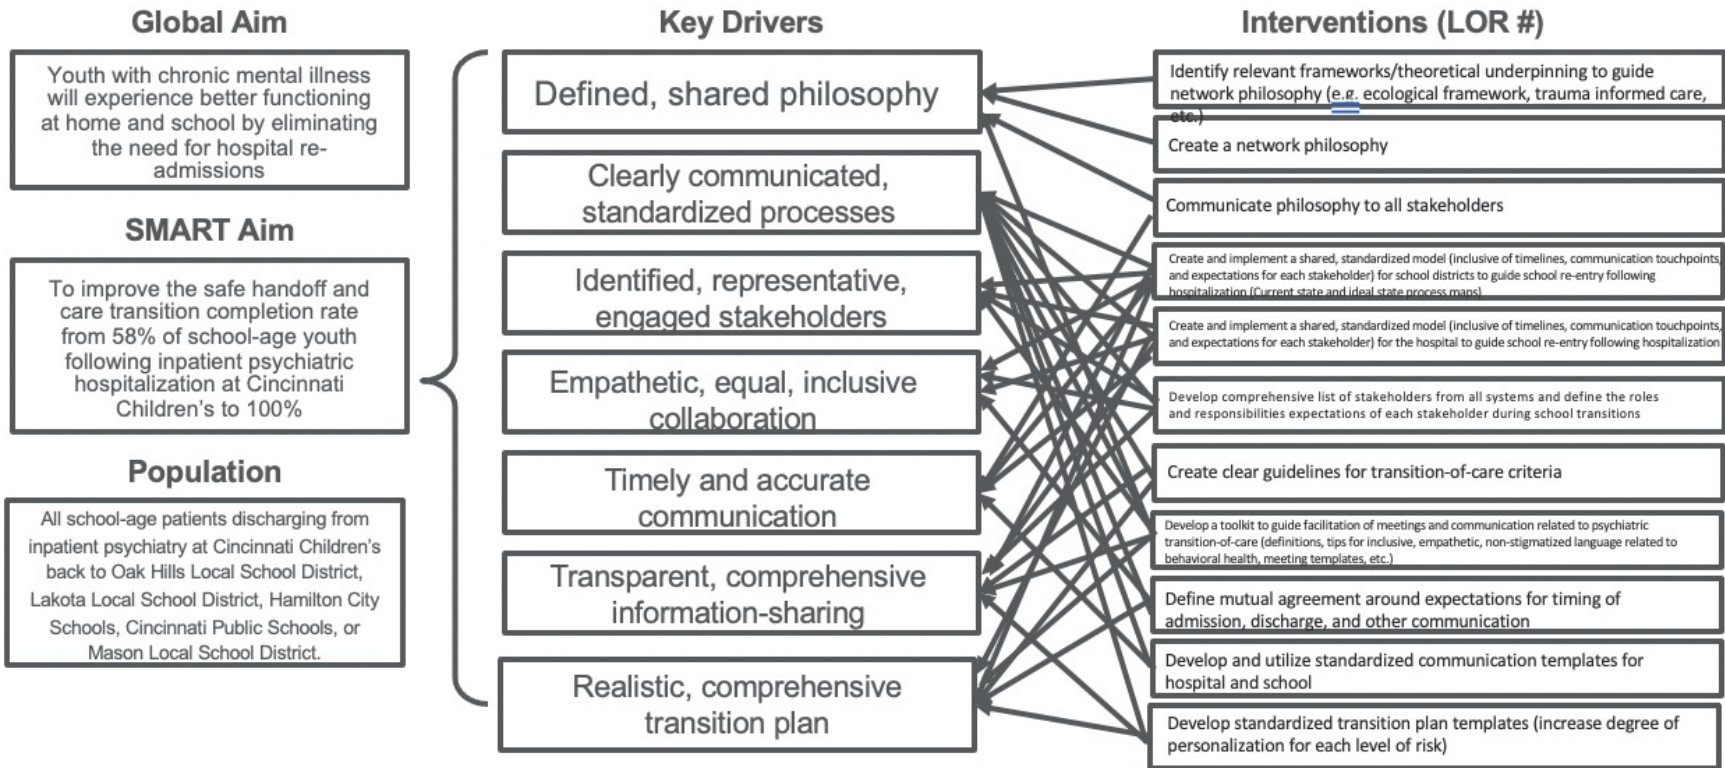 Global Aim
Youth with chronic mental illness
will experience better functioning
at home and school by eliminating
the need for hospital re-
admissions
SMART Aim
To improve the safe handoff and
care transition completion rate
from 58% of school-age youth
following inpatient psychiatric
hospitalization at Cincinnati
Children's to 100%
Population
All school-age patients discharging from
inpatient psychiatry at Cincinnati Children's
back to Oak Hills Local School District,
Lakota Local School District, Hamilton City
Schools, Cincinnati Public Schools, or
Mason Local School District.
Key Drivers
Defined, shared philosophy
Clearly communicated,
standardized processes
Identified, representative,
engaged stakeholders
Empathetic, equal, inclusive
collaboration
Timely and accurate
communication
Transparent, comprehensive
information-sharing
Realistic, comprehensive
transition plan
Interventions (LOR #)
Identify relevant frameworks/theoretical underpinning to guide
network philosophy (e.g. ecological framework, trauma informed care,
etc.)
Create a network philosophy
Communicate philosophy to all stakeholders
Create and implement a shared, standardized model (inclusive of timelines, communication touchpoints,
and expectations for each stakeholder) for school districts to guide school re-entry following
hospitalization (Current state and ideal state process maps)
Create and implement a shared, standardized model (inclusive of timelines, communication touchpoints,
and expectations for each stakeholder) for the hospital to guide school re-entry following hospitalization
Develop comprehensive list of stakeholders from all systems and define the roles
and responsibilities expectations of each stakeholder during school transitions
Create clear guidelines for transition-of-care criteria
Develop a toolkit to guide facilitation of meetings and communication related to psychiatric
transition-of-care (definitions, tips for inclusive, empathetic, non-stigmatized language related to
behavioral health, meeting templates, etc.)
Define mutual agreement around expectations for timing of
admission, discharge, and other communication
Develop and utilize standardized communication templates for
hospital and school
Develop standardized transition plan templates (increase degree of
personalization for each level of risk)